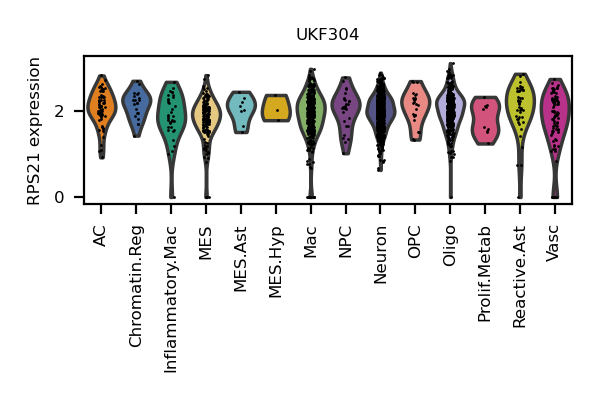 UKF304
RPS21 expression
2
0
AC
Chromatin.Reg
Inflammatory.Mac
MES
MES.Ast
MES.Hyp
Mac
NPC
Neuron
OPC
Oligo
Prolif.Metab
Reactive.Ast
Vasc